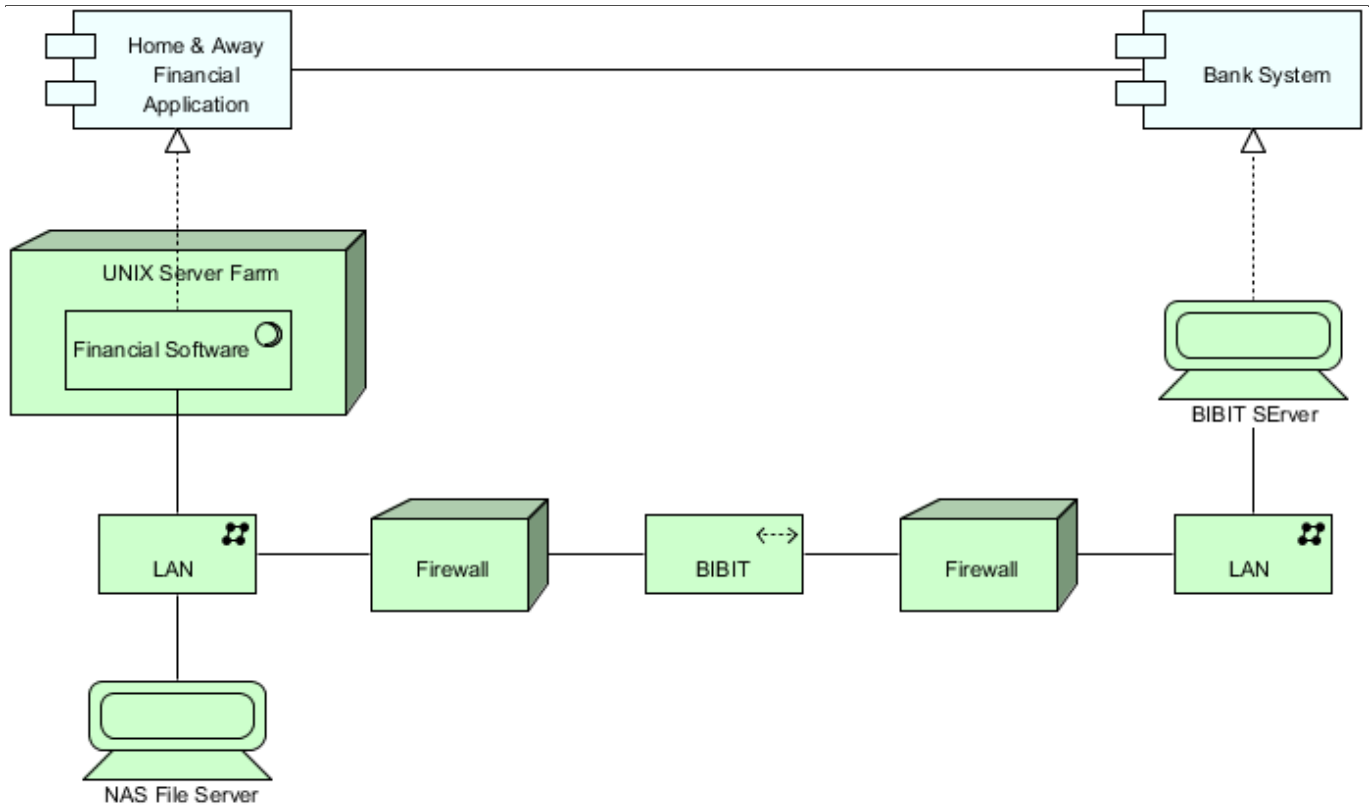 Home & Away
Financial
Application
Bank System
UNIX Server Farm
Financial Software
BIBIT SErver
LAN
Firewall
BIBIT
Firewall
LAN
NAS File Server